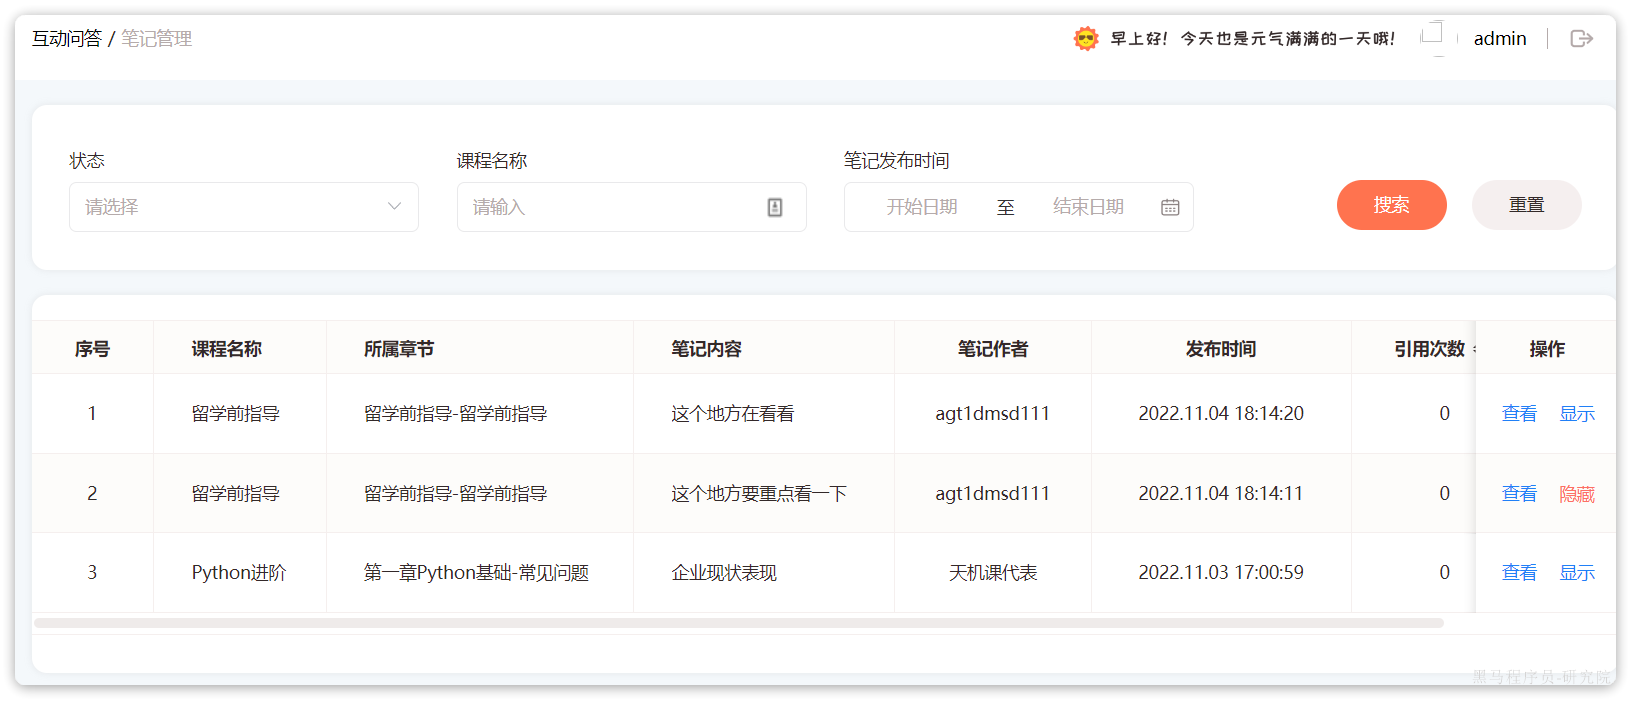 互动问答 / 笔记管理
早上好！今天也是元气满满的一天哦！
admin
状态
课程名称
笔记发布时间
请选择
请输入
开始日期 至 结束日期
搜索
重置
序号 课程名称 所属章节 笔记内容 笔记作者 发布时间 引用次数 操作
1 留学前指导 留学前指导-留学前指导 这个地方在看看 agt1dmsd111 2022.11.04 18:14:20 0 查看 显示
2 留学前指导 留学前指导-留学前指导 这个地方要重点看一下 agt1dmsd111 2022.11.04 18:14:11 0 查看 隐藏
3 Python进阶 第一章Python基础-常见问题 企业现状表现 天机课代表 2022.11.03 17:00:59 0 查看 显示
黑马程序员-研究院